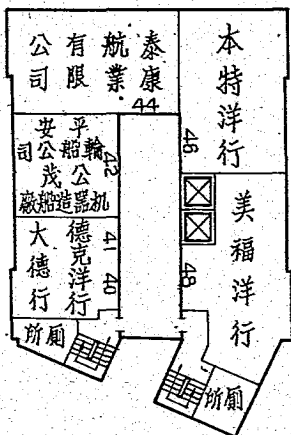 泰康
航業
有限
公司
44
本特洋行
46
平安
輪船公司
42
公茂
机器造船廠
德克洋行
41
大德行
40
美福洋行
48
厠所
厠所